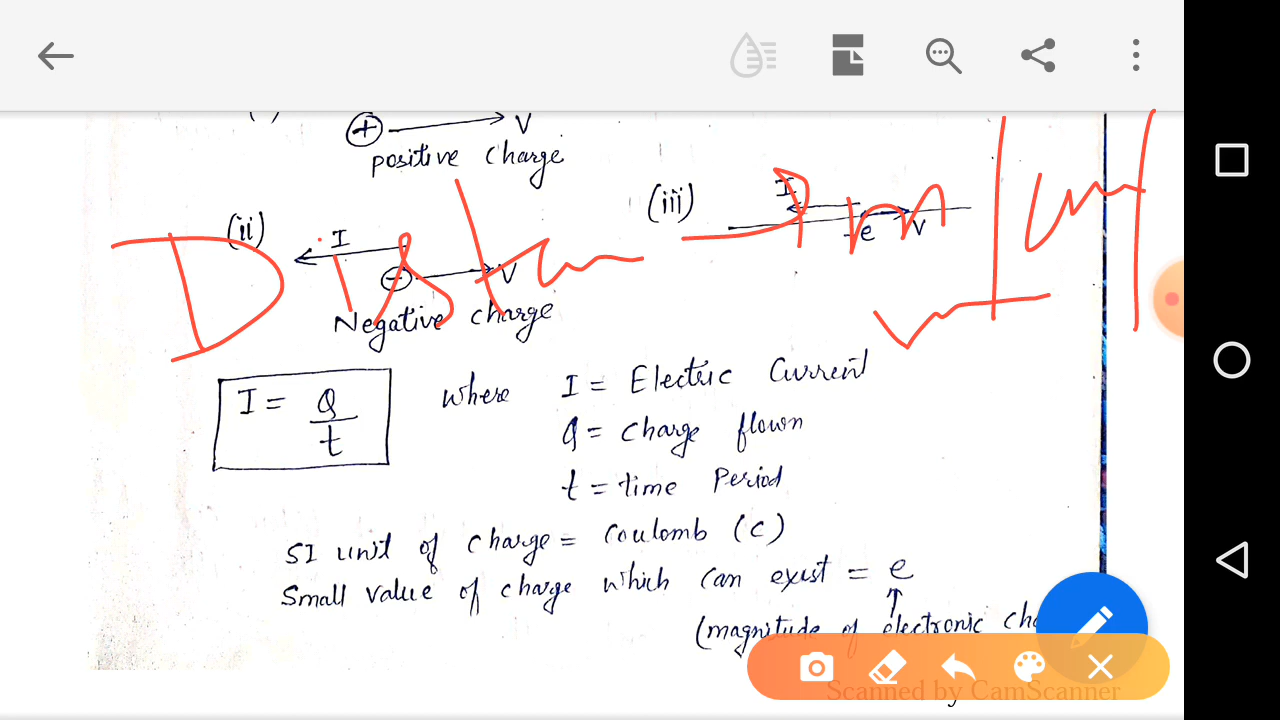 ⊕ → V
positive charge
(ii) I
⊖ → V
Negative charge
(iii) I
-e V
Distan
m / cm
I = Q/t where I = Electric Current
Q = charge flown
t = time Period
SI unit of charge = Coulomb (C)
Small value of charge which can exist = e
(magnitude of electronic
Scanned by CamScanner